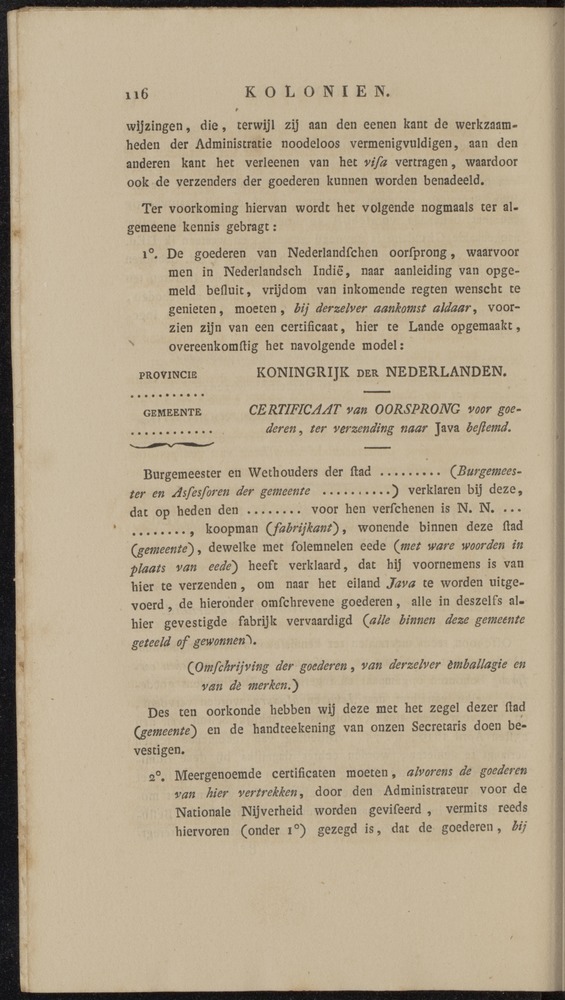 116 KOLONIEN.
wijzingen, die, terwijl zij aan den eenen kant de werkzaam-
heden der Administratie noodeloos vermenigvuldigen, aan den
anderen kant het verleenen van het viſa vertragen, waardoor
ook de verzenders der goederen kunnen worden benadeeld.
Ter voorkoming hiervan wordt het volgende nogmaals ter al-
gemeene kennis gebragt:
1º. De goederen van Nederlandſchen oorſprong, waarvoor
men in Nederlandsch Indië, naar aanleiding van opge-
meld beſluit, vrijdom van inkomende regten wenscht te
genieten, moeten, bij derzelver aankomst aldaar, voor-
zien zijn van een certificaat, hier te Lande opgemaakt,
overeenkomſtig het navolgende model:
PROVINCIE KONINGRIJK DER NEDERLANDEN.
...........
GEMEENTE CERTIFICAAT van OORSPRONG voor goe-
............ deren, ter verzending naar Java beſtemd.
Burgemeester en Wethouders der ſtad ......... (Burgemees-
ter en Asſesſoren der gemeente ..........) verklaren bij deze,
dat op heden den ........ voor hen verſchenen is N. N. ...
........, koopman (fabrijkant), wonende binnen deze ſtad
(gemeente), dewelke met ſolemnelen eede (met ware woorden in
plaats van eede) heeft verklaard, dat hij voornemens is van
hier te verzenden, om naar het eiland Java te worden uitge-
voerd, de hieronder omſchrevene goederen, alle in deszelfs al-
hier gevestigde fabrijk vervaardigd (alle binnen deze gemeente
geteeld of gewonnen).
(Omſchrijving der goederen, van derzelver èmballagie en
van dè merken.)
Des ten oorkonde hebben wij deze met het zegel dezer ſtad
(gemeente) en de handteekening van onzen Secretaris doen be-
vestigen.
2º. Meergenoemde certificaten moeten, alvorens de goederen
van hier vertrekken, door den Administrateur voor de
Nationale Nijverheid worden geviſeerd, vermits reeds
hiervoren (onder 1º) gezegd is, dat de goederen, bij